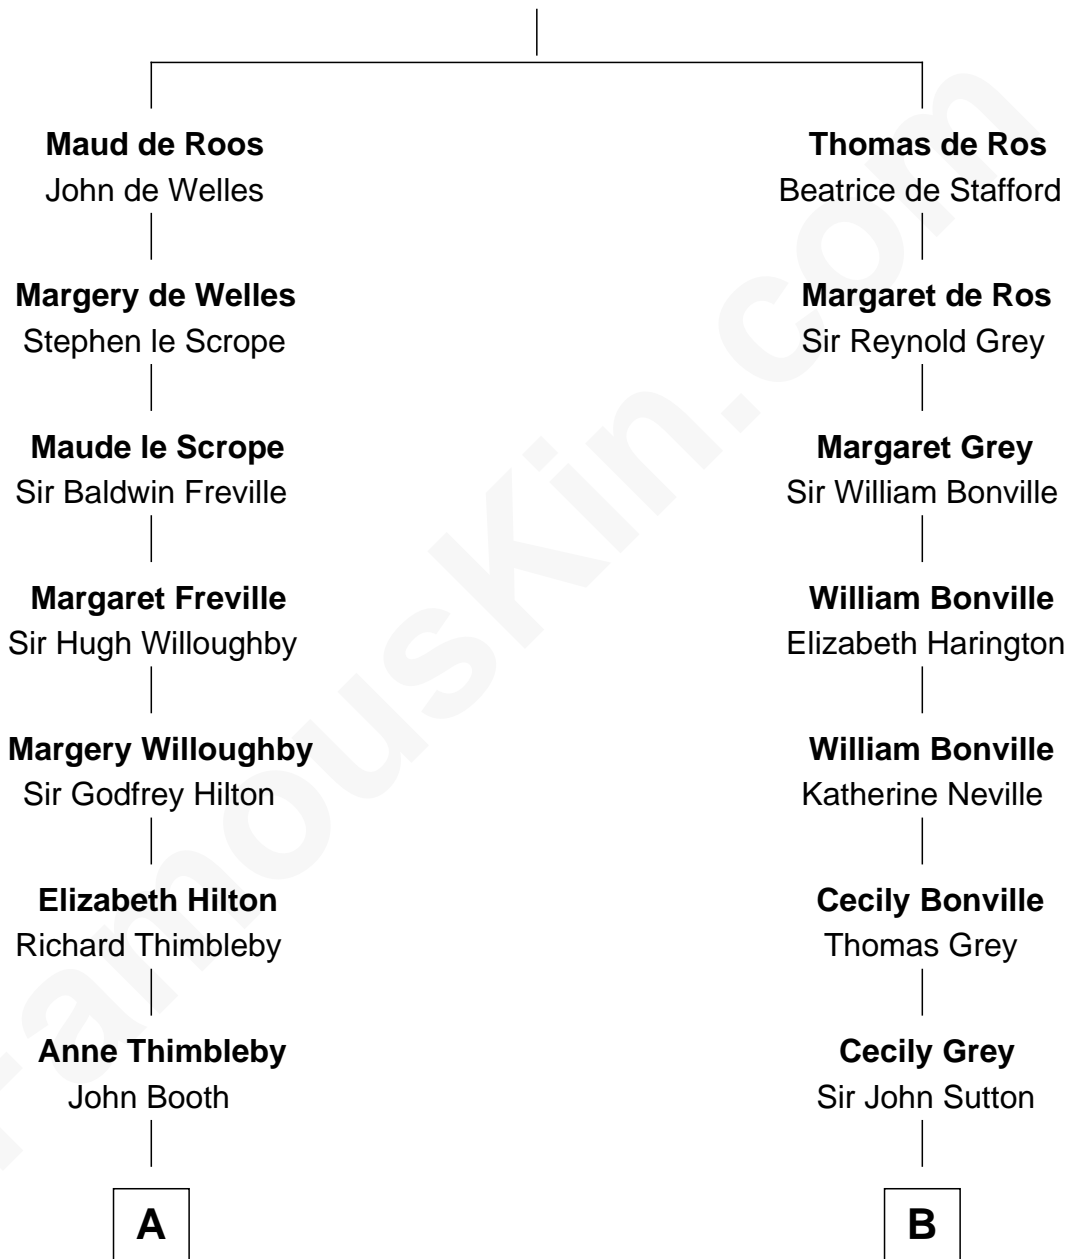 Maud de Roos
John de Welles
Margery de Welles
Stephen le Scrope
Maude le Scrope
Sir Baldwin Freville
Margaret Freville
Sir Hugh Willoughby
Margery Willoughby
Sir Godfrey Hilton
Elizabeth Hilton
Richard Thimbleby
Anne Thimbleby
John Booth
A
Thomas de Ros
Beatrice de Stafford
Margaret de Ros
Sir Reynold Grey
Margaret Grey
Sir William Bonville
William Bonville
Elizabeth Harington
William Bonville
Katherine Neville
Cecily Bonville
Thomas Grey
Cecily Grey
Sir John Sutton
B
FamousKin.com